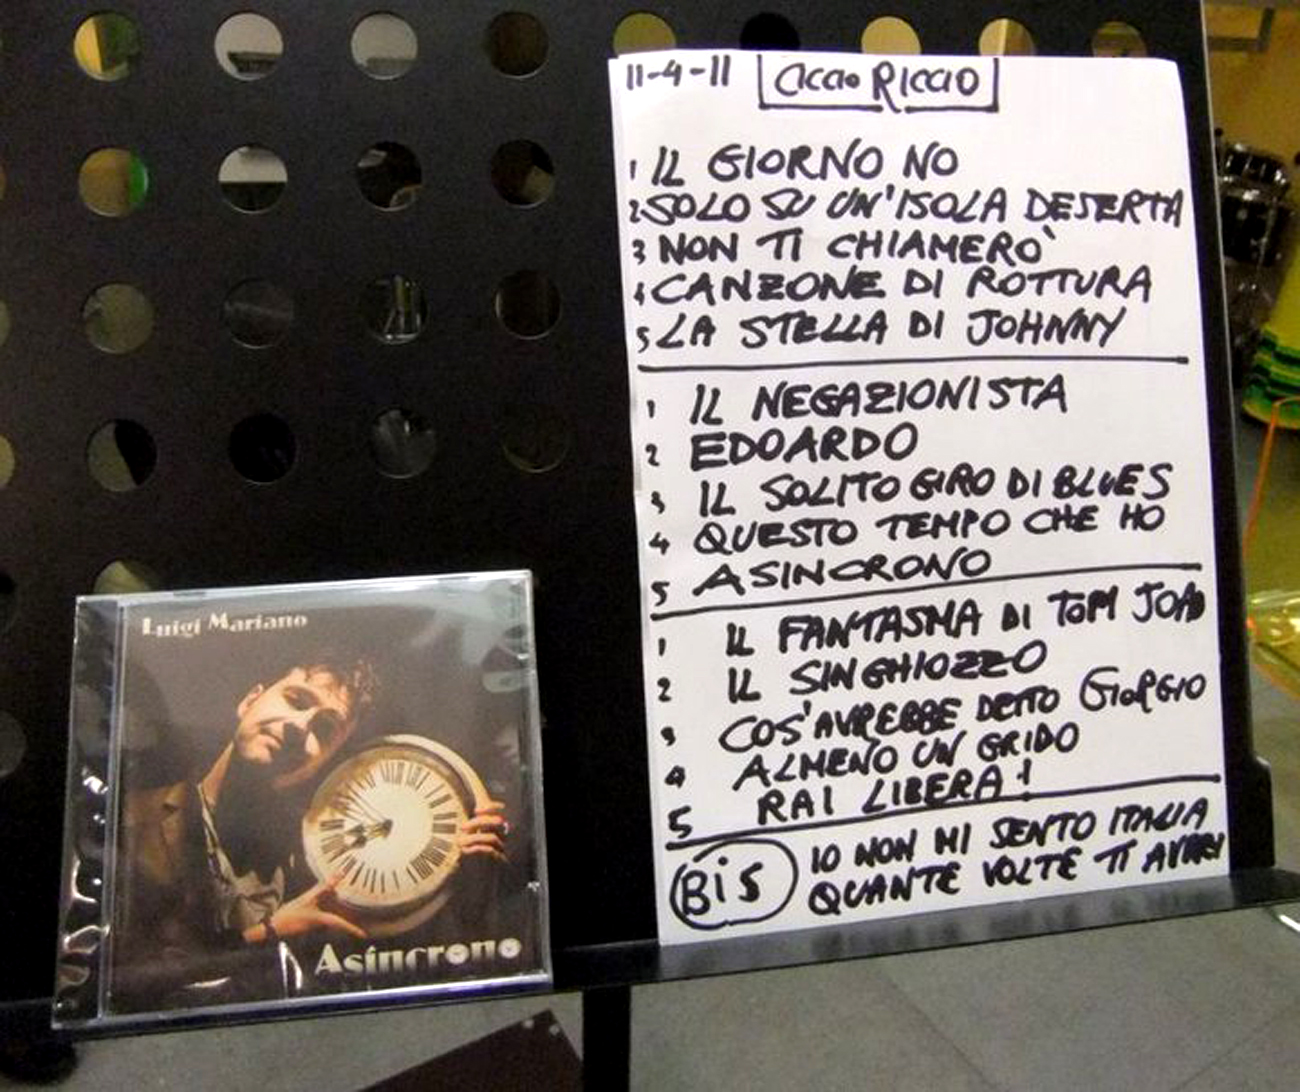 11-4-11 Ciccio Riccio
1 IL GIORNO NO
2 SOLO SU UN'ISOLA DESERTA
3 NON TI CHIAMERÒ
4 CANZONE DI ROTTURA
5 LA STELLA DI JOHNNY
1 IL NEGAZIONISTA
2 EDOARDO
3 IL SOLITO GIRO DI BLUES
4 QUESTO TEMPO CHE HO
5 ASINCRONO
1 IL FANTASMA DI TOM JOAD
2 IL SINGHIOZZO
3 COS'AVREBBE DETTO GIORGIO
4 ALMENO UN GRIDO
5 RAI LIBERA!
BiS IO NON MI SENTO ITALIA
QUANTE VOLTE TI AVREI
Luigi Mariano
Asincrono